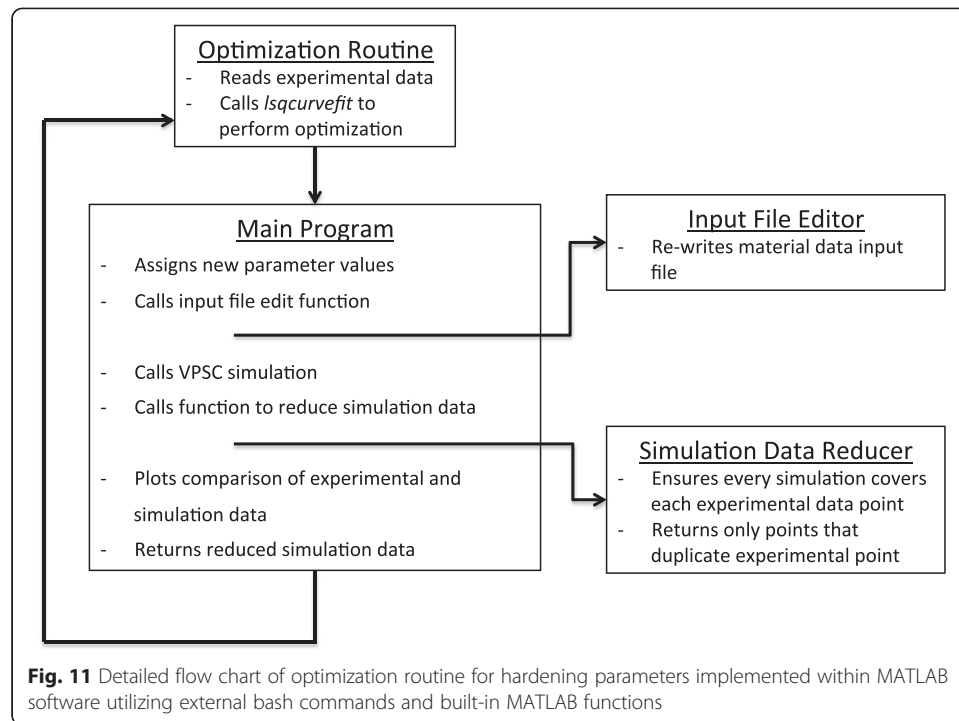 Optimization Routine
- Reads experimental data
- Calls lsqcurvefit to
perform optimization
Main Program
- Assigns new parameter values
- Calls input file edit function
- Calls VPSC simulation
- Calls function to reduce simulation data
- Plots comparison of experimental and
simulation data
- Returns reduced simulation data
Input File Editor
- Re-writes material data input
file
Simulation Data Reducer
- Ensures every simulation covers
each experimental data point
- Returns only points that
duplicate experimental point
Fig. 11 Detailed flow chart of optimization routine for hardening parameters implemented within MATLAB
software utilizing external bash commands and built-in MATLAB functions